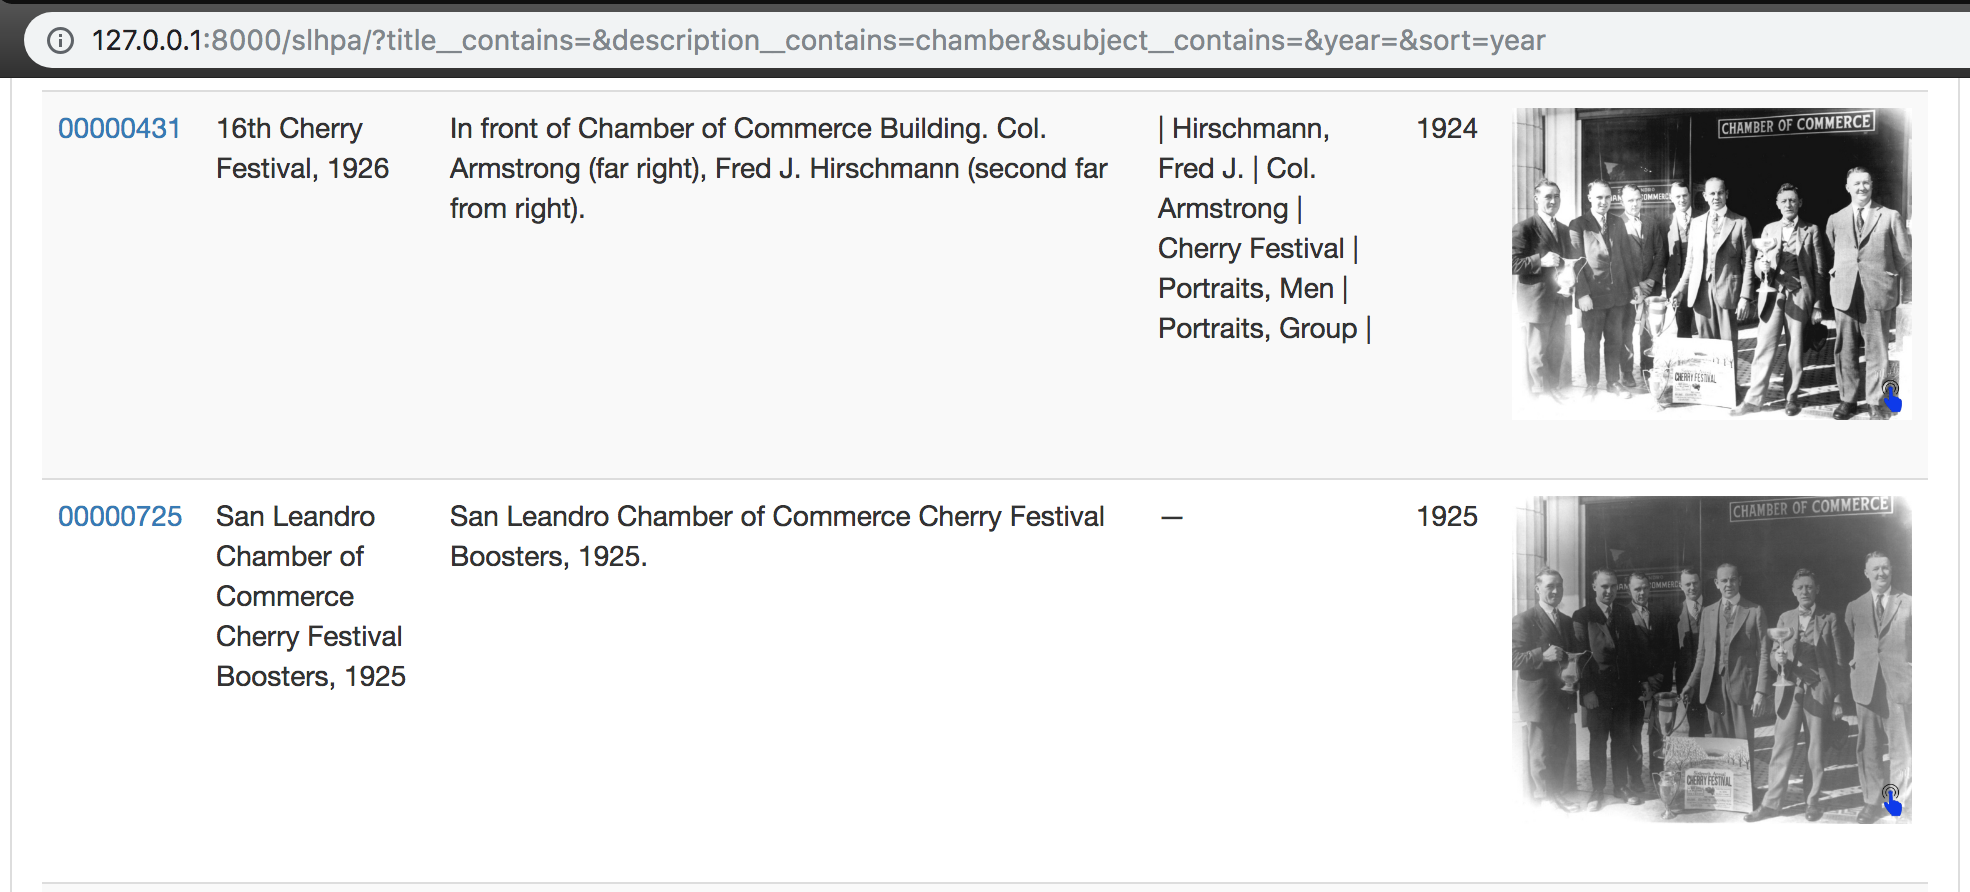 127.0.0.1:8000/slhpa/?title__contains=&description__contains=chamber&subject__contains=&year=&sort=year
00000431
16th Cherry
Festival, 1926
In front of Chamber of Commerce Building. Col.
Armstrong (far right), Fred J. Hirschmann (second far
from right).
| Hirschmann,
Fred J. | Col.
Armstrong |
Cherry Festival |
Portraits, Men |
Portraits, Group |
1924
CHAMBER OF COMMERCE
CHERRY FESTIVAL
00000725
San Leandro
Chamber of
Commerce
Cherry Festival
Boosters, 1925
San Leandro Chamber of Commerce Cherry Festival
Boosters, 1925.
—
1925
CHAMBER OF COMMERCE
CHERRY FESTIVAL